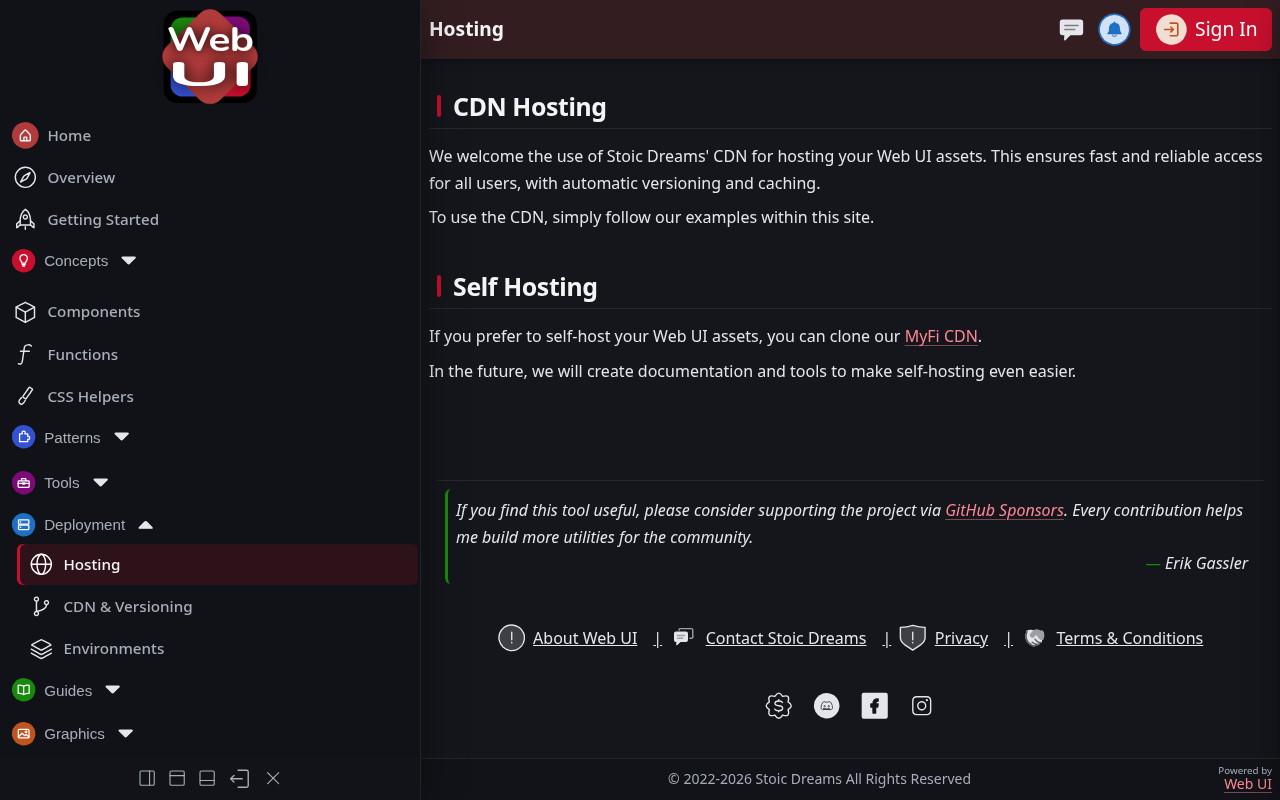 Web
UI
Home
Overview
Getting Started
Concepts
Components
Functions
CSS Helpers
Patterns
Tools
Deployment
Hosting
CDN & Versioning
Environments
Guides
Graphics
Hosting
Sign In
CDN Hosting
We welcome the use of Stoic Dreams' CDN for hosting your Web UI assets. This ensures fast and reliable access
for all users, with automatic versioning and caching.
To use the CDN, simply follow our examples within this site.
Self Hosting
If you prefer to self-host your Web UI assets, you can clone our MyFi CDN.
In the future, we will create documentation and tools to make self-hosting even easier.
If you find this tool useful, please consider supporting the project via GitHub Sponsors. Every contribution helps
me build more utilities for the community.
— Erik Gassler
About Web UI | Contact Stoic Dreams | Privacy | Terms & Conditions
© 2022-2026 Stoic Dreams All Rights Reserved
Powered by
Web UI